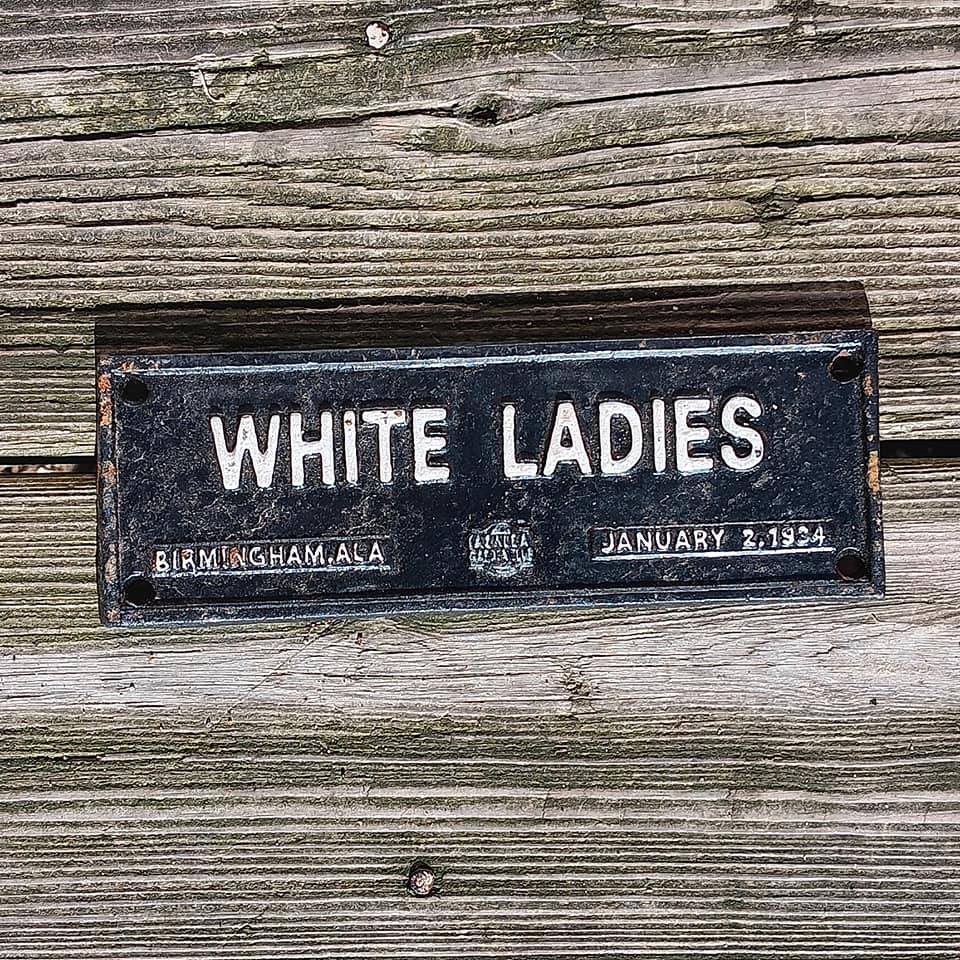 WHITE LADIES
BIRMINGHAM.ALA
JANUARY 2,1934